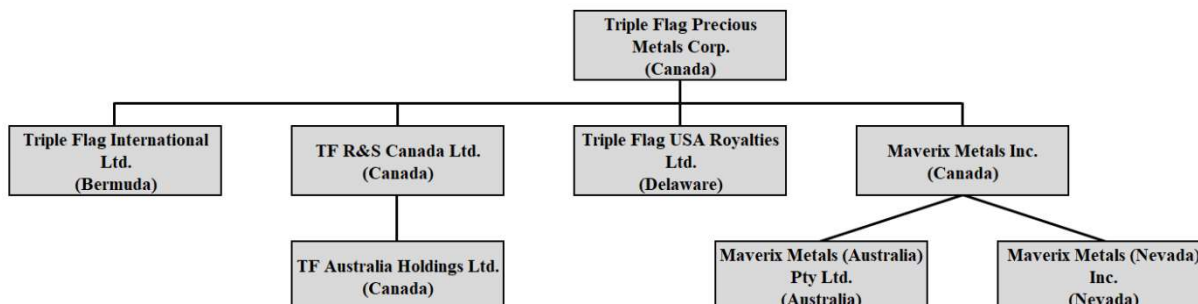 Triple Flag Precious
Metals Corp.
(Canada)
Triple Flag International
Ltd.
(Bermuda)
TF R&S Canada Ltd.
(Canada)
Triple Flag USA Royalties
Ltd.
(Delaware)
Maverix Metals Inc.
(Canada)
TF Australia Holdings Ltd.
(Canada)
Maverix Metals (Australia)
Pty Ltd.
(Australia)
Maverix Metals (Nevada)
Inc.
(Nevada)